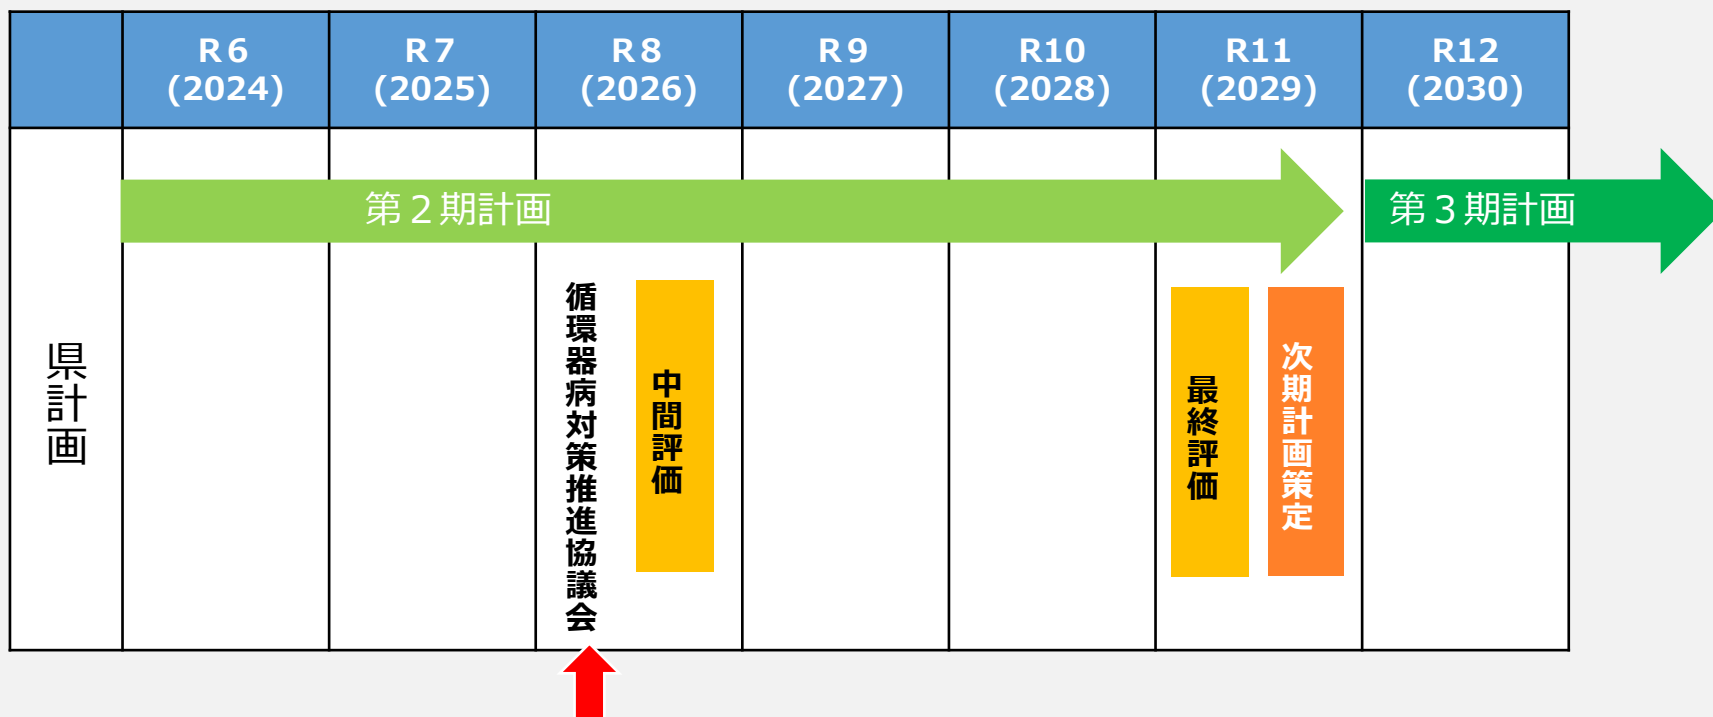 R６
(2024)
R７
(2025)
R８
(2026)
R９
(2027)
R10
(2028)
R11
(2029)
R12
(2030)
県計画
第２期計画
第３期計画
循環器病対策推進協議会
中間評価
最終評価
次期計画策定